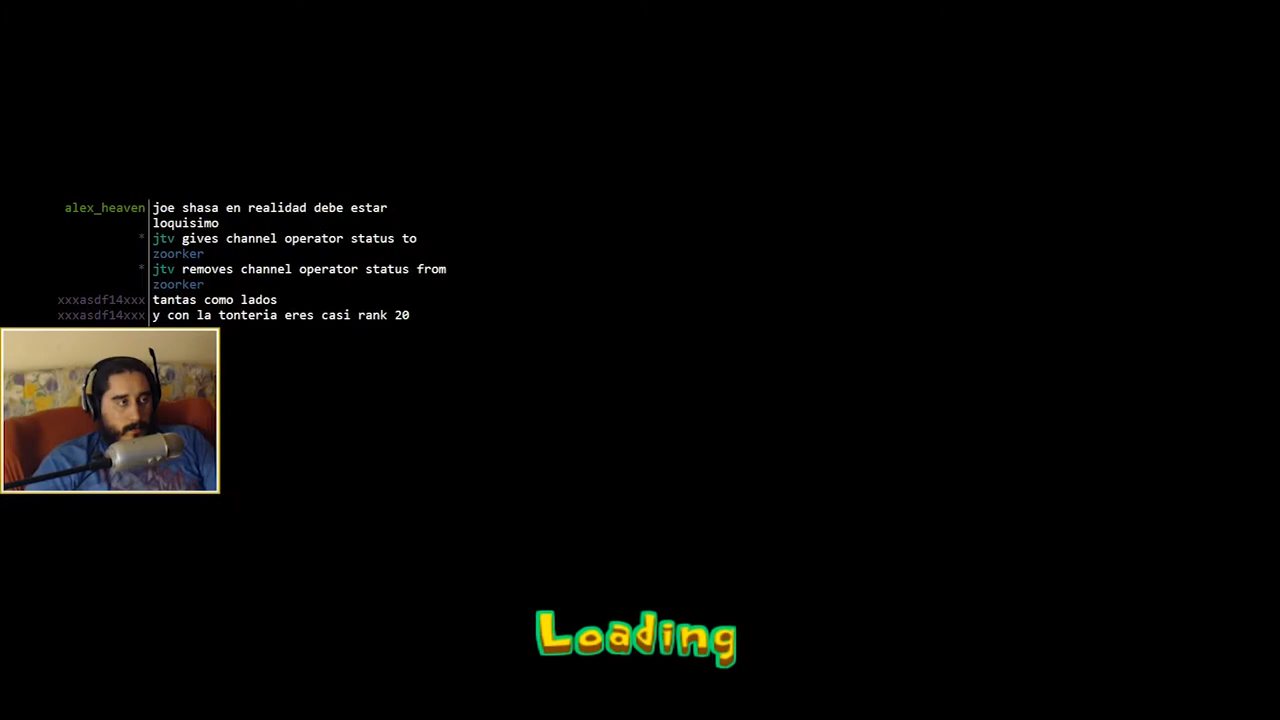 alex_heaven joe shasa en realidad debe estar
loquisimo
* jtv gives channel operator status to
zoorker
* jtv removes channel operator status from
zoorker
xxxasdf14xxx tantas como lados
xxxasdf14xxx y con la tonteria eres casi rank 20
Loading